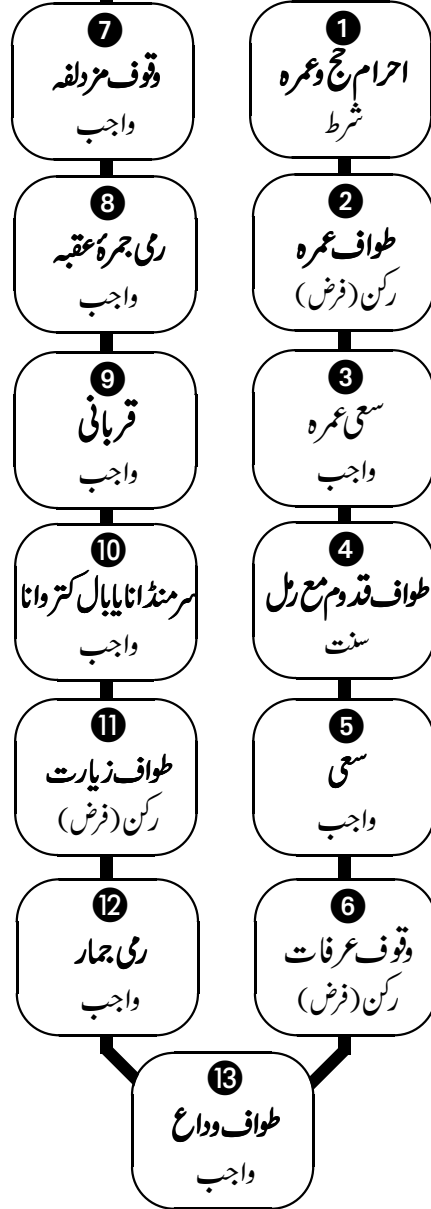 1
احرام حج وعمرہ
شرط
2
طواف عمرہ
رکن (فرض)
3
سعی عمرہ
واجب
4
طواف قدوم مع رمل
سنت
5
سعی
واجب
6
وقوف عرفات
رکن (فرض)
7
وقوف مزدلفہ
واجب
8
رمی جمرۂ عقبہ
واجب
9
قربانی
واجب
10
سرمنڈانا یا بال کتروانا
واجب
11
طواف زیارت
رکن (فرض)
12
رمی جمار
واجب
13
طواف وداع
واجب